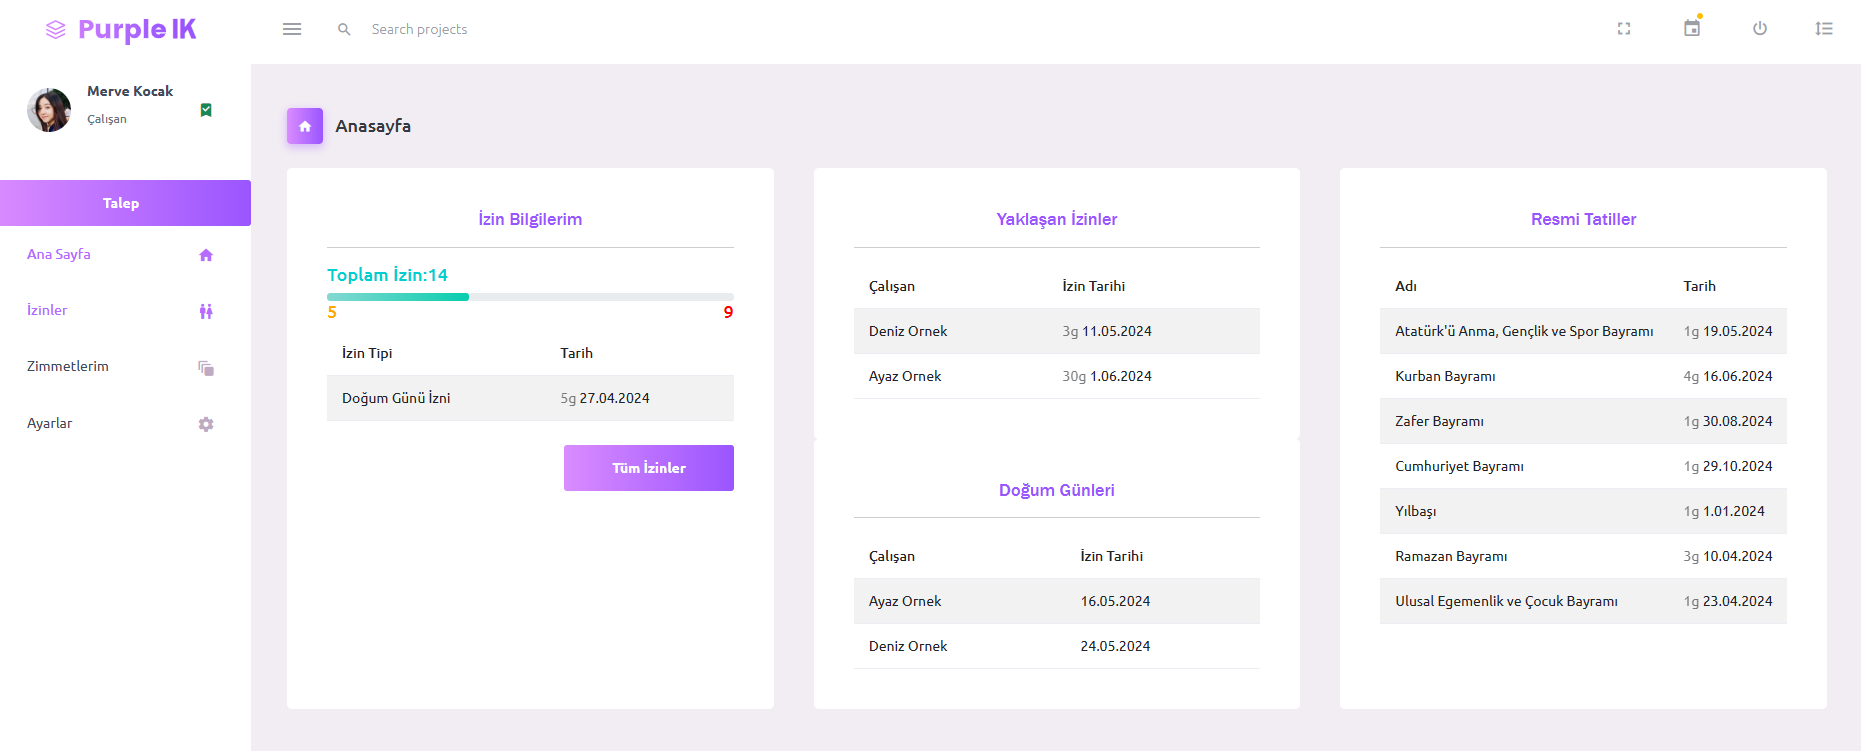 Purple IK
Search projects
Merve Kocak
Çalışan
Talep
Ana Sayfa
İzinler
Zimmetlerim
Ayarlar
Anasayfa
İzin Bilgilerim
Toplam İzin:14
5 9
İzin Tipi Tarih
Doğum Günü İzni 5g 27.04.2024
Tüm İzinler
Yaklaşan İzinler
Çalışan İzin Tarihi
Deniz Ornek 3g 11.05.2024
Ayaz Ornek 30g 1.06.2024
Doğum Günleri
Çalışan İzin Tarihi
Ayaz Ornek 16.05.2024
Deniz Ornek 24.05.2024
Resmi Tatiller
Adı Tarih
Atatürk'ü Anma, Gençlik ve Spor Bayramı 1g 19.05.2024
Kurban Bayramı 4g 16.06.2024
Zafer Bayramı 1g 30.08.2024
Cumhuriyet Bayramı 1g 29.10.2024
Yılbaşı 1g 1.01.2024
Ramazan Bayramı 3g 10.04.2024
Ulusal Egemenlik ve Çocuk Bayramı 1g 23.04.2024